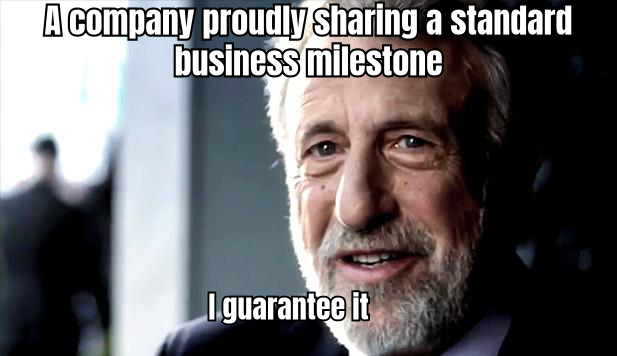 A company proudly sharing a standard
business milestone
I guarantee it